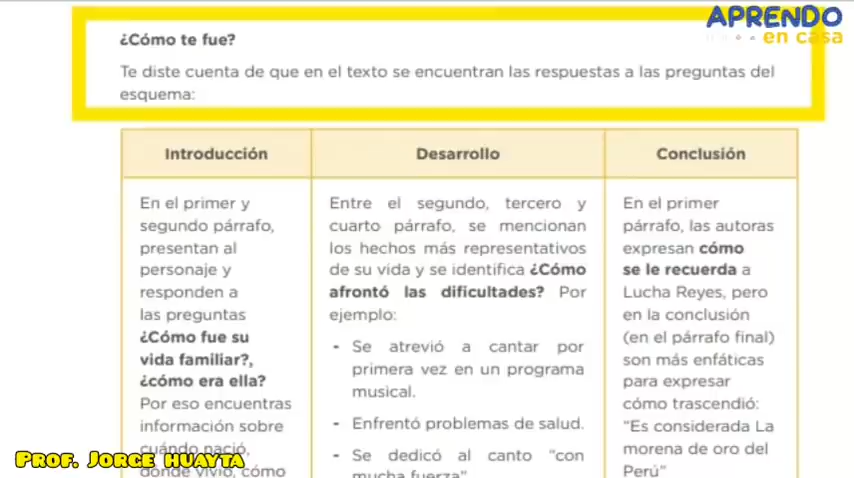 APRENDO
en casa
¿Cómo te fue?
Te diste cuenta de que en el texto se encuentran las respuestas a las preguntas del
esquema:
Introducción
En el primer y
segundo párrafo,
presentan al
personaje y
responden a
las preguntas
¿Cómo fue su
vida familiar?,
¿cómo era ella?
Por eso encuentras
información sobre
cuándo nació,
dónde vivió, cómo
Desarrollo
Entre el segundo, tercero y
cuarto párrafo, se mencionan
los hechos más representativos
de su vida y se identifica ¿Cómo
afrontó las dificultades? Por
ejemplo:
- Se atrevió a cantar por
primera vez en un programa
musical.
- Enfrentó problemas de salud.
- Se dedicó al canto "con
mucha fuerza"
Conclusión
En el primer
párrafo, las autoras
expresan cómo
se le recuerda a
Lucha Reyes, pero
en la conclusión
(en el párrafo final)
son más enfáticas
para expresar
cómo trascendió:
"Es considerada La
morena de oro del
Perú"
Prof. Jorge huayta